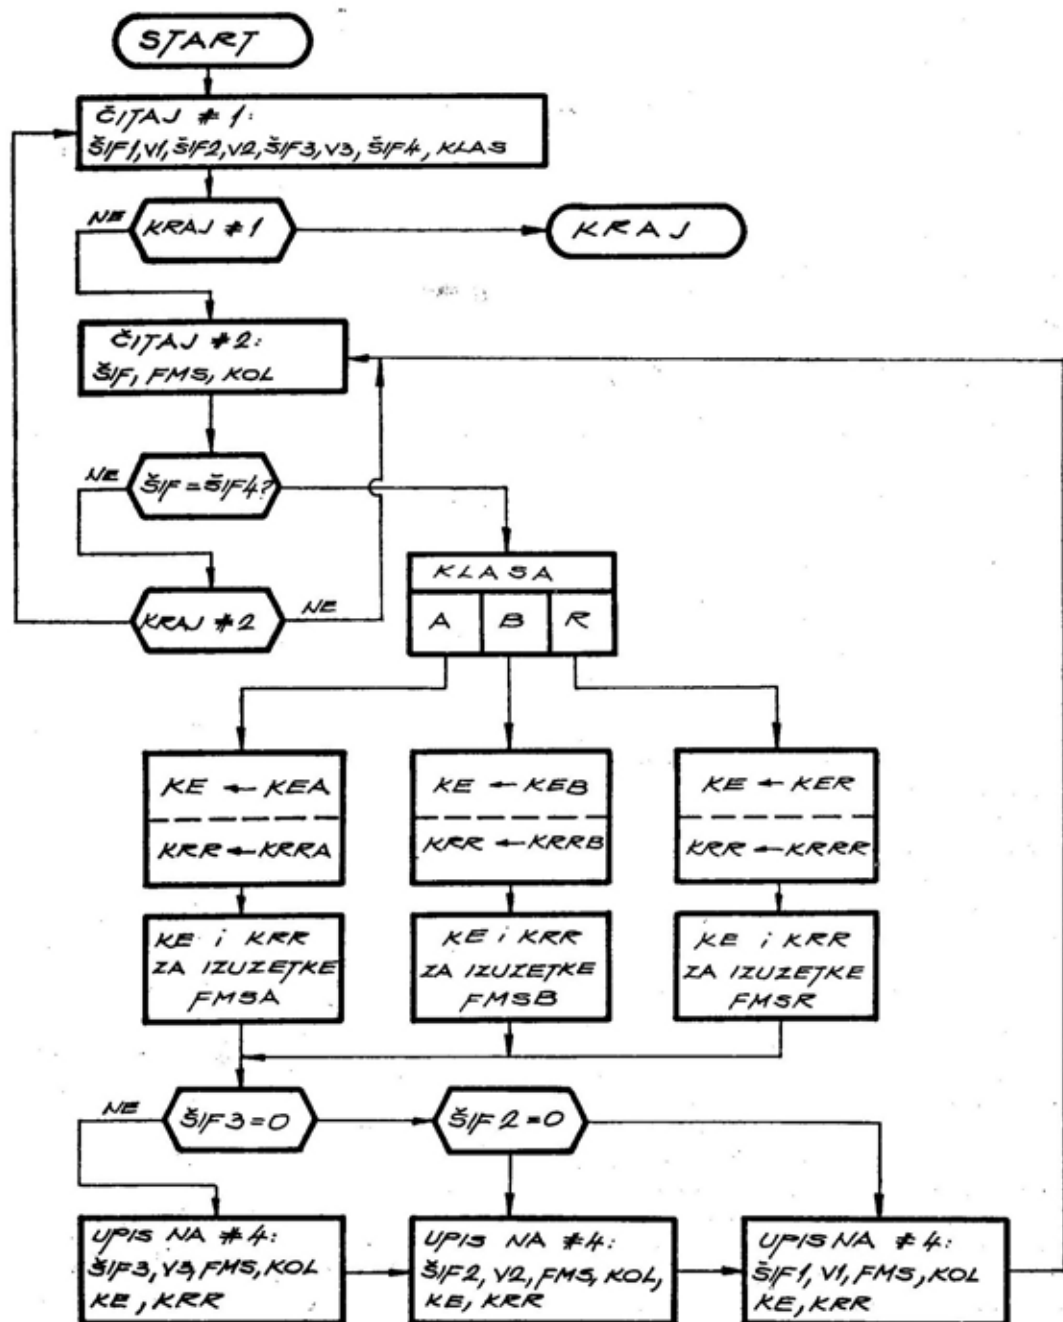 START
ČITAJ #1:
ŠIF1, V1, ŠIF2, V2, ŠIF3, V3, ŠIF4, KLAS
NE
KRAJ #1
KRAJ
ČITAJ #2:
ŠIF, FMS, KOL
NE
ŠIF=ŠIF4?
KLASA
A B R
KRAJ #2
NE
KE ← KEA
KRR ← KRRA
KE ← KEB
KRR ← KRRB
KE ← KER
KRR ← KRRR
KE i KRR
ZA IZUZETKE
FMSA
KE i KRR
ZA IZUZETKE
FMSB
KE i KRR
ZA IZUZETKE
FMSR
NE
ŠIF3=0
ŠIF2=0
UPIS NA #4:
ŠIF3, V3, FMS, KOL
KE, KRR
UPIS NA #4:
ŠIF2, V2, FMS, KOL,
KE, KRR
UPIS NA #4:
ŠIF1, V1, FMS, KOL
KE, KRR